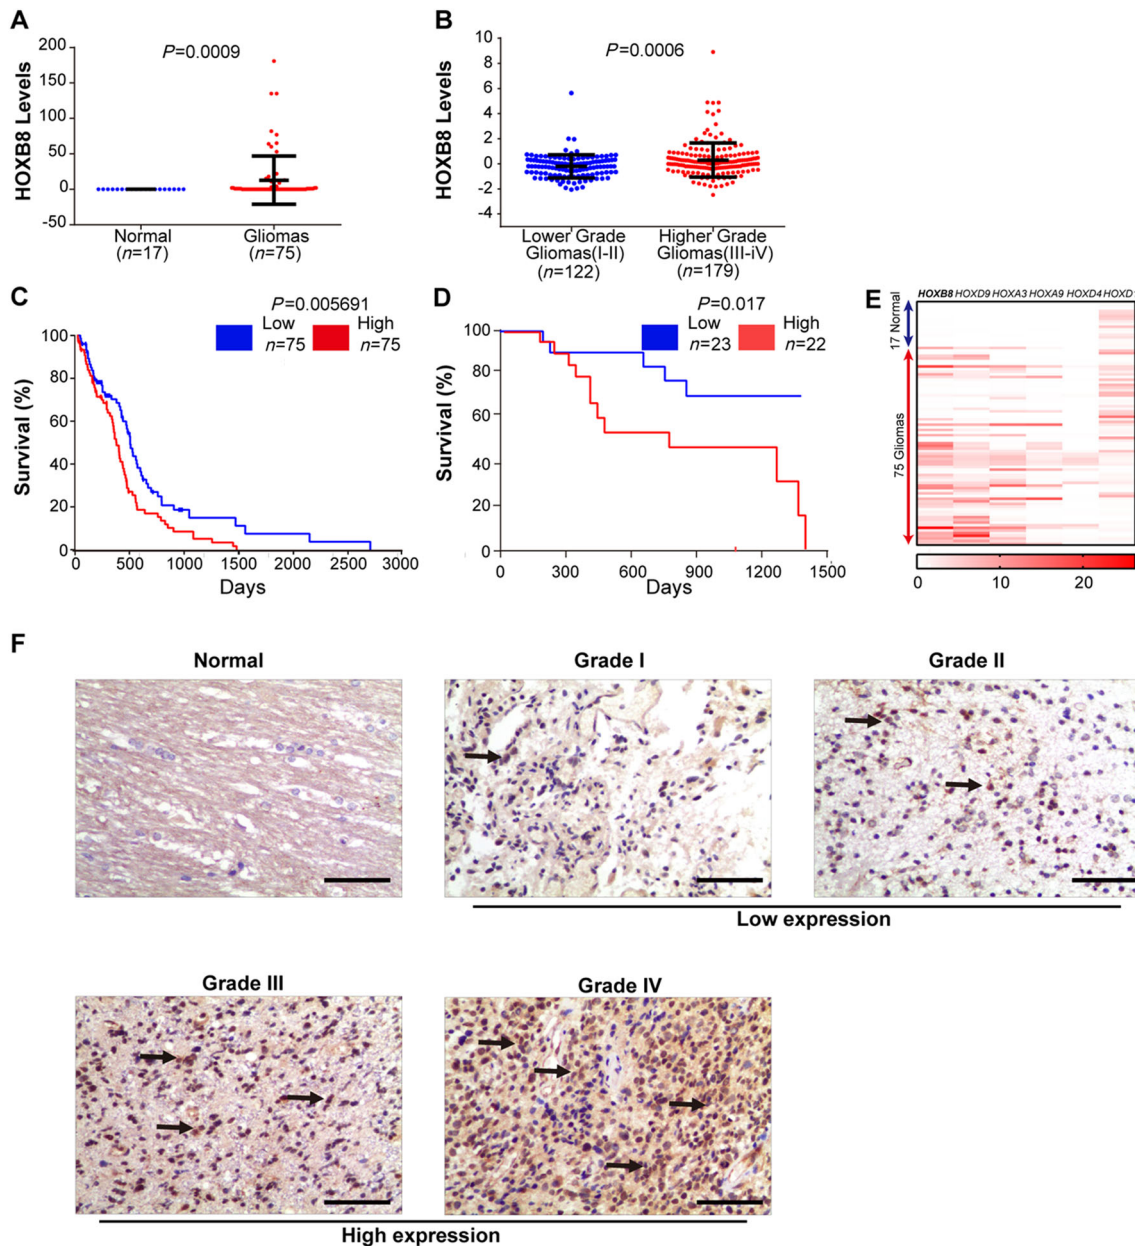 A
P=0.0009
HOXB8 Levels
200
150
100
50
0
-50
Normal
(n=17)
Gliomas
(n=75)
B
P=0.0006
HOXB8 Levels
10
8
6
4
2
0
-2
-4
Lower Grade
Gliomas(I-II)
(n=122)
Higher Grade
Gliomas(III-iV)
(n=179)
C
P=0.005691
Low
n=75
High
n=75
Survival (%)
100
80
60
40
20
0
0 500 1000 1500 2000 2500 3000
Days
D
P=0.017
Low
n=23
High
n=22
Survival (%)
100
80
60
40
20
0
0 300 600 900 1200 1500
Days
E
HOXB8 HOXD9 HOXA3 HOXA9 HOXD4 HOXD1
17 Normal
75 Gliomas
0 10 20
F
Normal
Grade I
Grade II
Low expression
Grade III
Grade IV
High expression